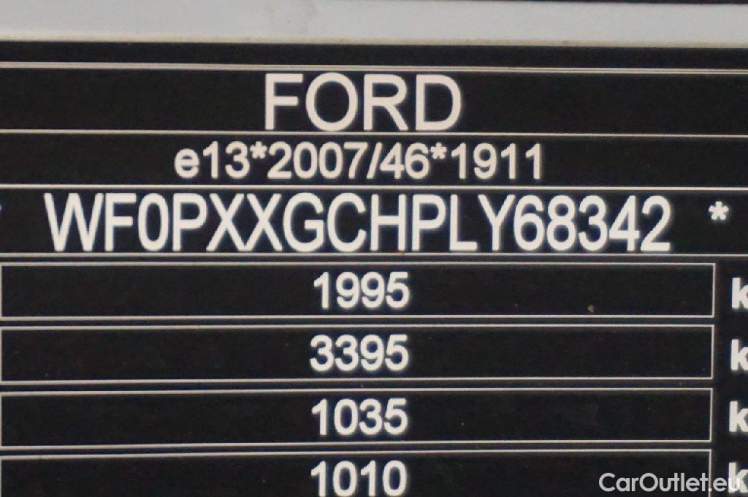 FORD
e13*2007/46*1911
* WF0PXXGCHPLY68342 *
1995 k
3395 k
1035 k
1010 k
CarOutlet.eu